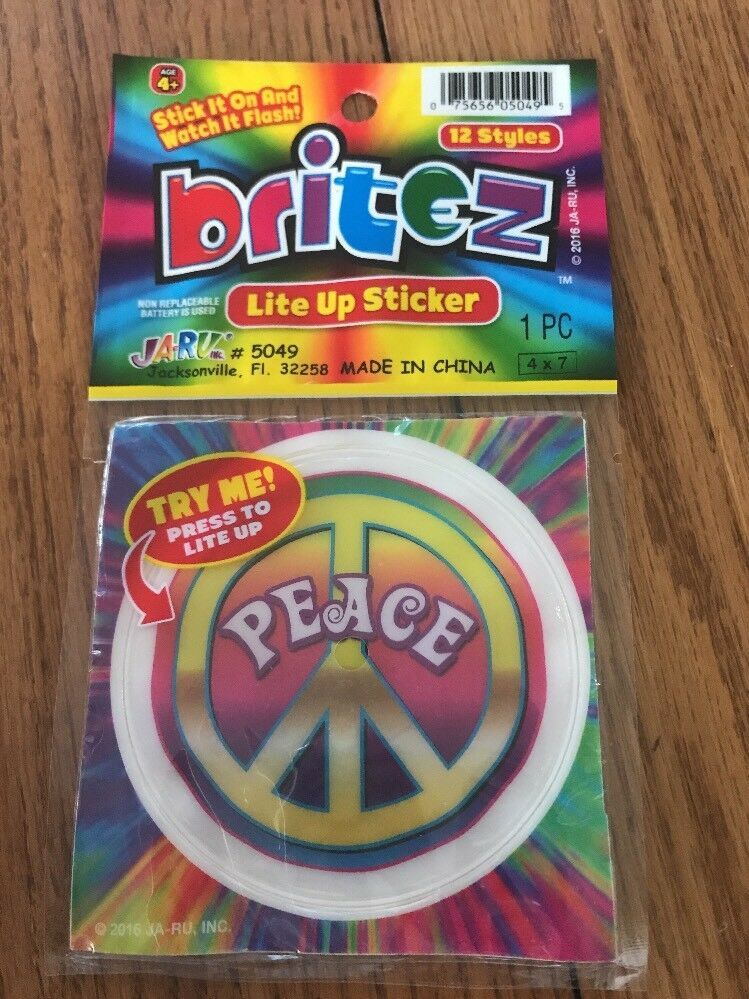 AGE
4+
Stick It On And
Watch It Flash!
0 75656 05049 5
12 Styles
britez
TM
© 2016 JA-RU, INC.
NON REPLACEABLE
BATTERY IS USED
Lite Up Sticker
1 PC
JA-RU INC. # 5049
4 x 7
Jacksonville, Fl. 32258 MADE IN CHINA
TRY ME!
PRESS TO
LITE UP
PEACE
© 2016 JA-RU, INC.